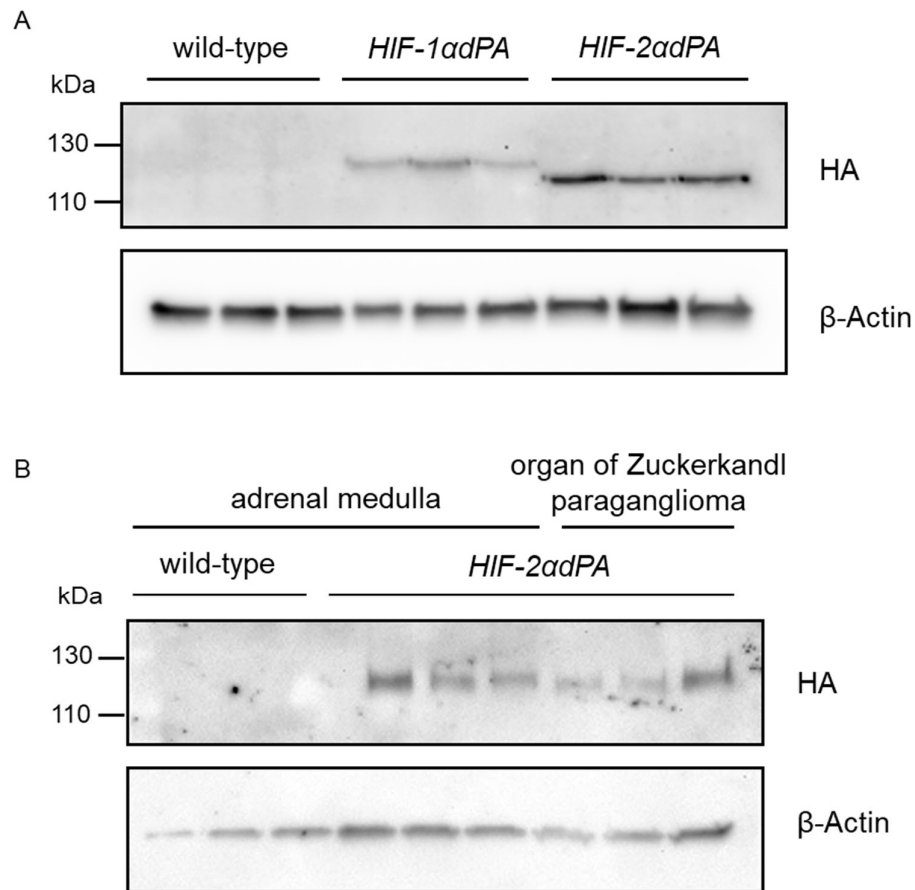 A
wild-type HIF-1αdPA HIF-2αdPA
kDa
130
110
HA
β-Actin
B
organ of Zuckerkandl
adrenal medulla paraganglioma
wild-type HIF-2αdPA
kDa
130
110
HA
β-Actin